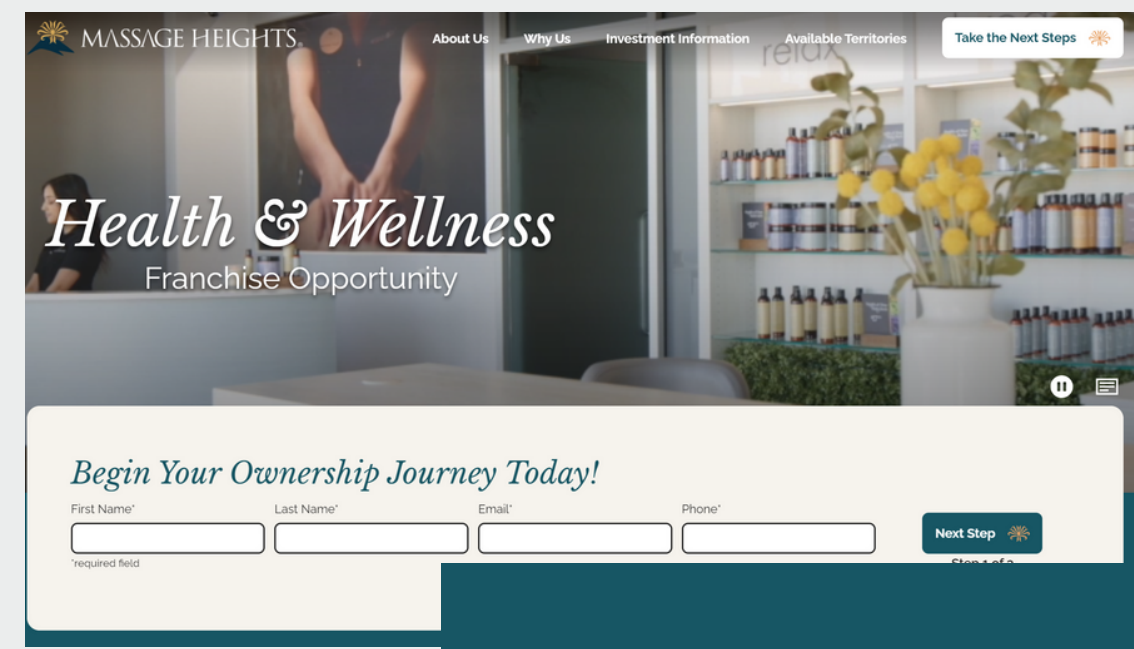 MASSAGE HEIGHTS
About Us
Why Us
Investment Information
Available Territories
Take the Next Steps
relax
Health & Wellness
Franchise Opportunity
Begin Your Ownership Journey Today!
First Name*
Last Name*
Email*
Phone*
Next Step
*required field